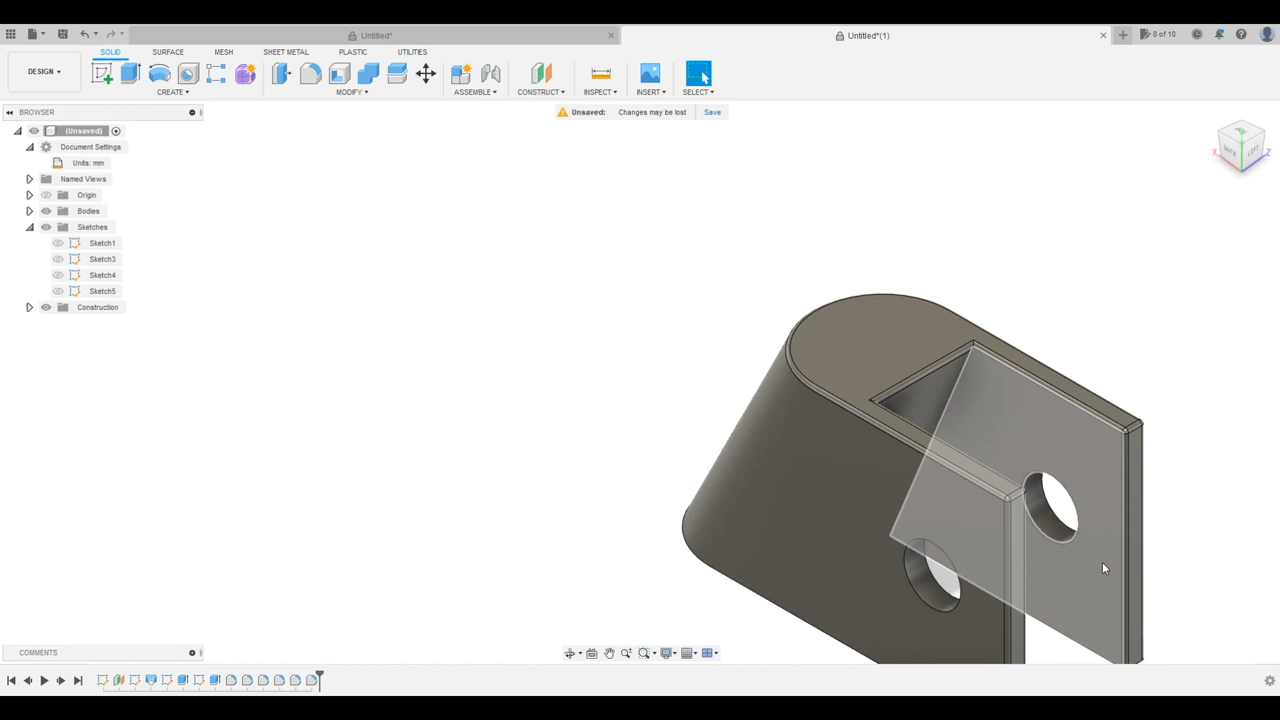 Untitled*
Untitled*(1)
8 of 10
SOLID
SURFACE
MESH
SHEET METAL
PLASTIC
UTILITIES
DESIGN
CREATE
MODIFY
ASSEMBLE
CONSTRUCT
INSPECT
INSERT
SELECT
BROWSER
Unsaved: Changes may be lost Save
(Unsaved)
Document Settings
Units: mm
Named Views
Origin
Bodies
Sketches
Sketch1
Sketch3
Sketch4
Sketch5
Construction
X
BACK
LEFT
Z
COMMENTS